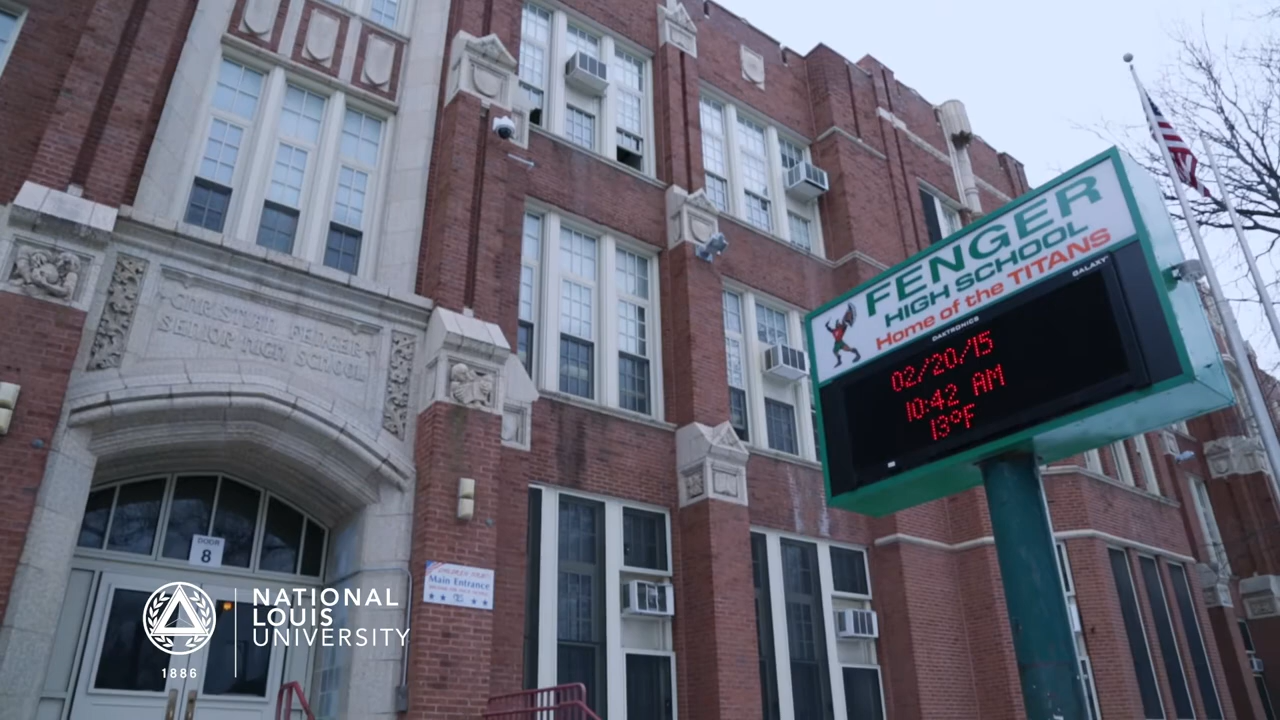 CHRISTIAN FENGER
SENIOR HIGH SCHOOL
DOOR
8
Main Entrance
FENGER
HIGH SCHOOL
Home of the TITANS
DAKTRONICS
GALAXY
02/20/15
10:42 AM
13°F
NATIONAL
LOUIS
UNIVERSITY
1886